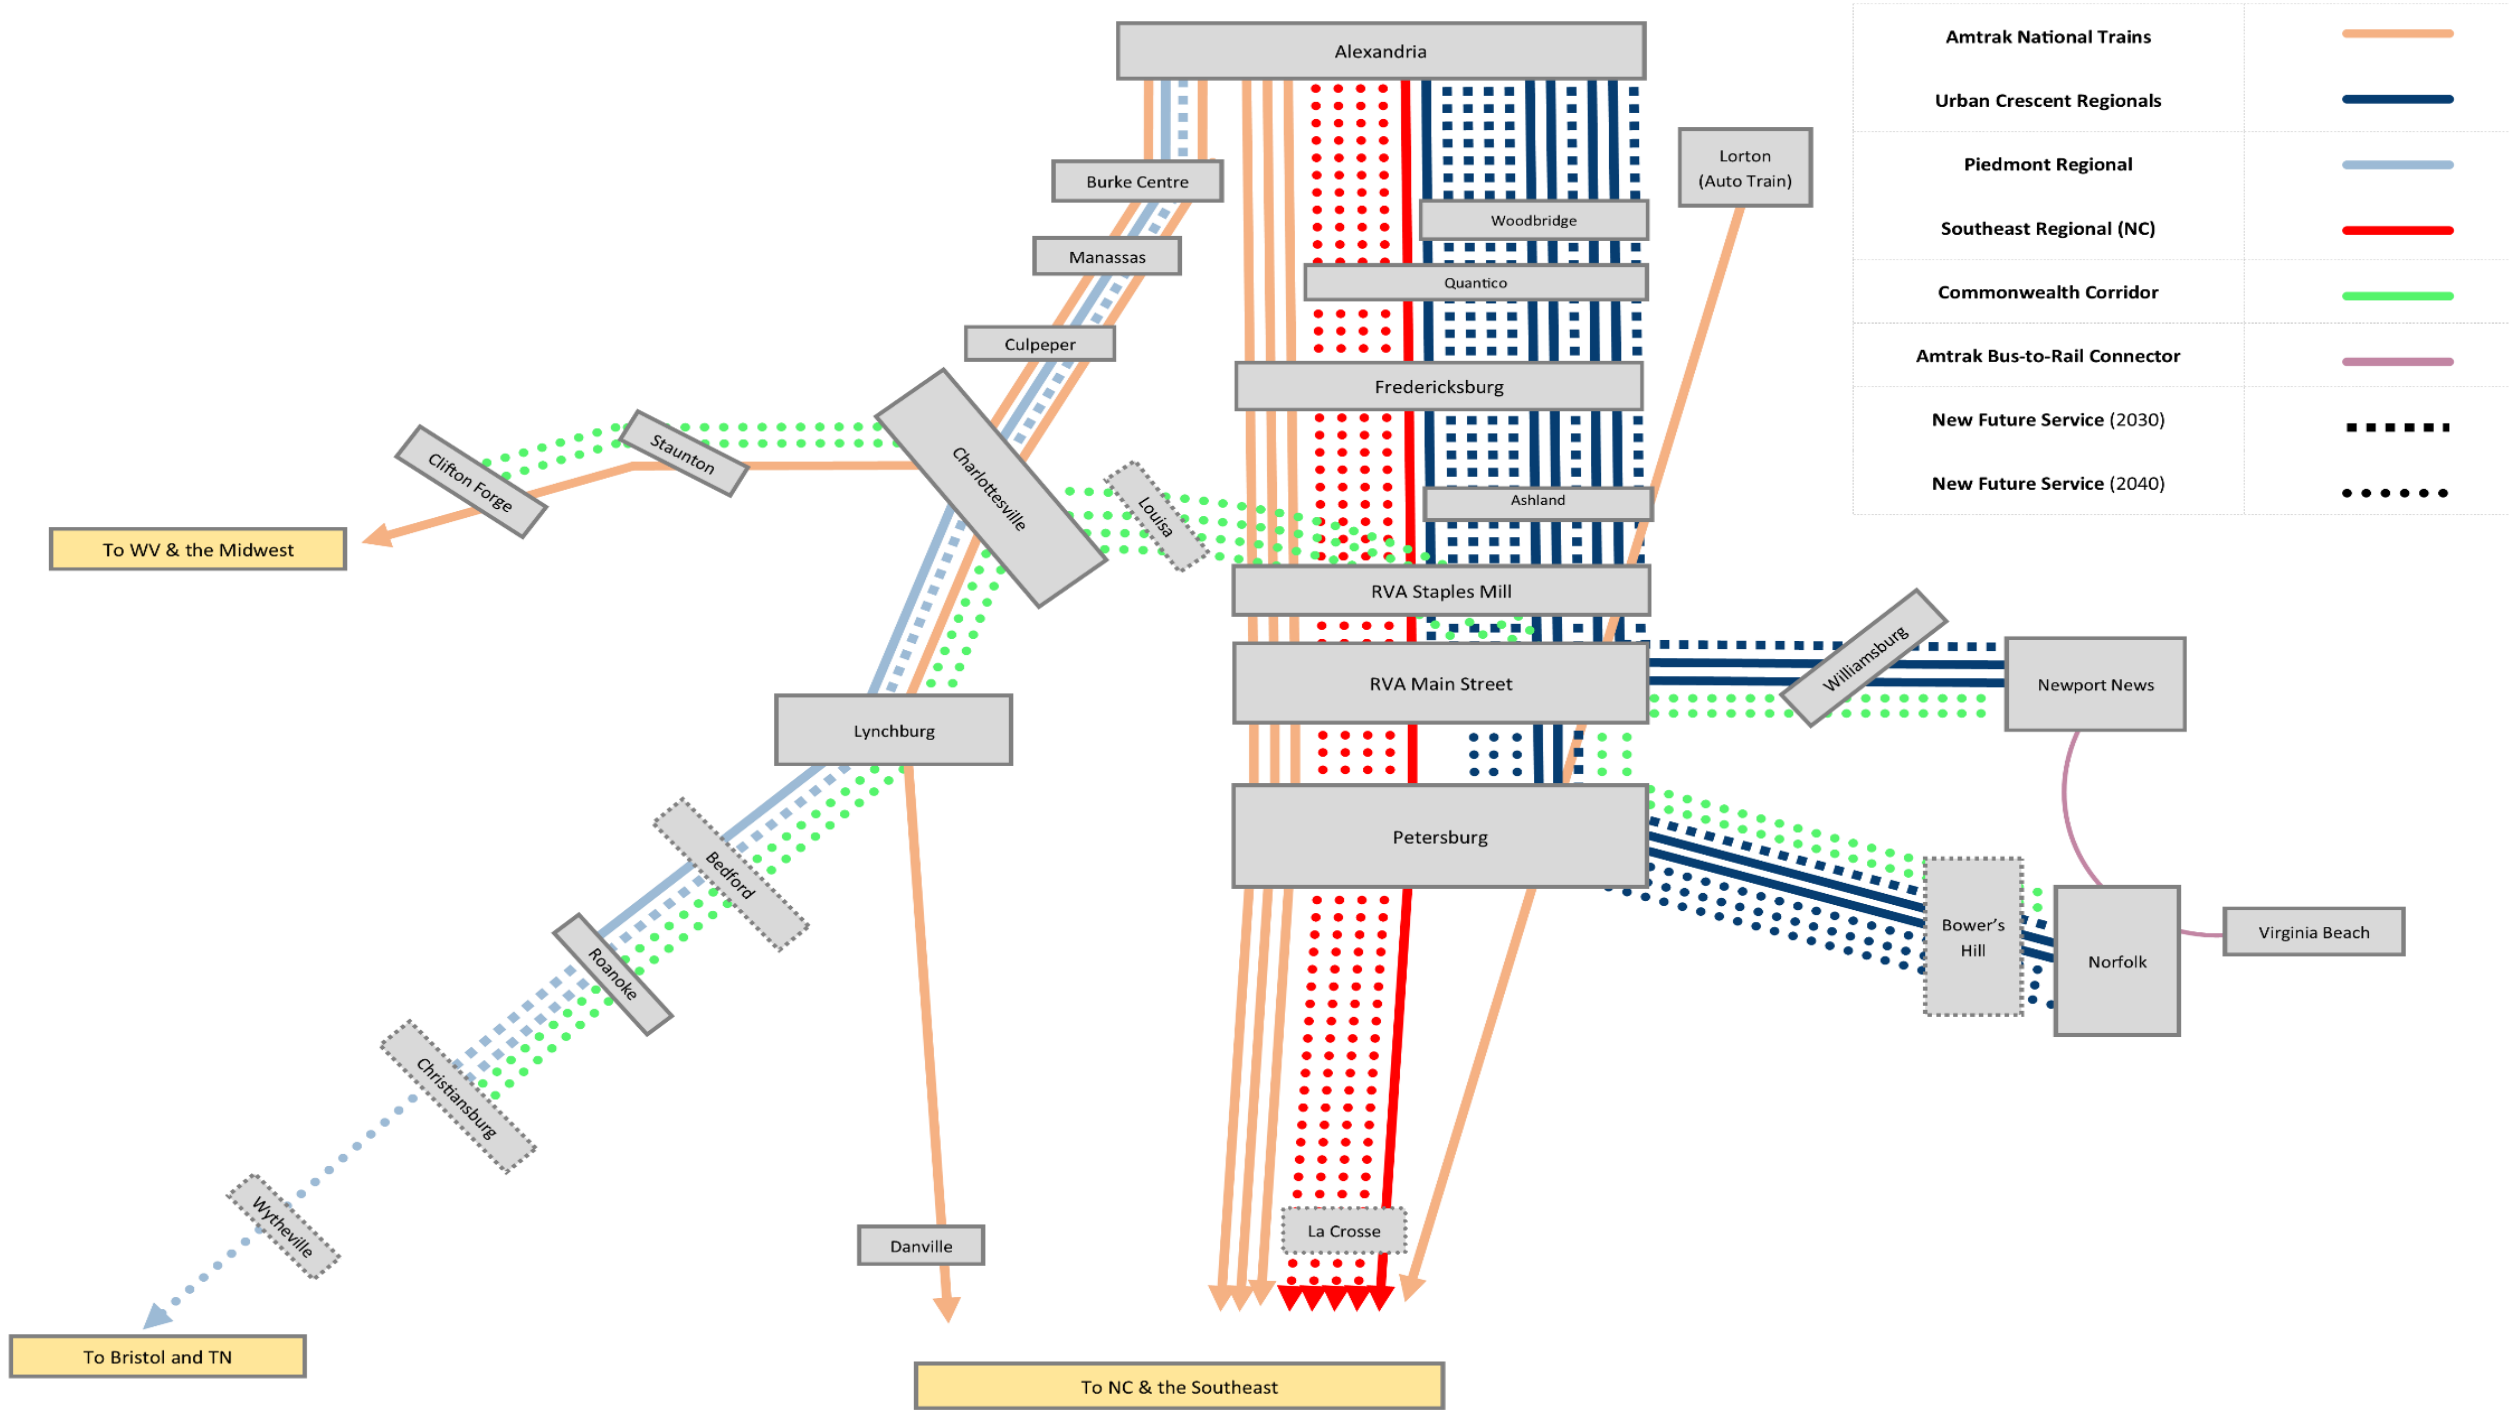 Alexandria
Amtrak National Trains
Urban Crescent Regionals
Piedmont Regional
Southeast Regional (NC)
Commonwealth Corridor
Amtrak Bus-to-Rail Connector
New Future Service (2030)
New Future Service (2040)
Lorton
(Auto Train)
Burke Centre
Woodbridge
Manassas
Quantico
Culpeper
Fredericksburg
Staunton
Clifton Forge
Charlottesville
Louisa
Ashland
To WV & the Midwest
RVA Staples Mill
Williamsburg
RVA Main Street
Newport News
Lynchburg
Petersburg
Bedford
Bower's
Hill
Virginia Beach
Norfolk
Roanoke
Christiansburg
Wytheville
La Crosse
Danville
To Bristol and TN
To NC & the Southeast